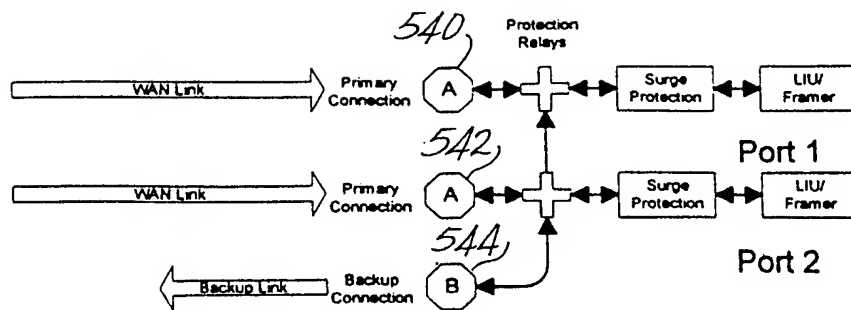 540
Protection
Relays
WAN Link
Primary
Connection
A
Surge
Protection
LIU/
Framer
Port 1
542
WAN Link
Primary
Connection
A
Surge
Protection
LIU/
Framer
Port 2
544
Backup Link
Backup
Connection
B